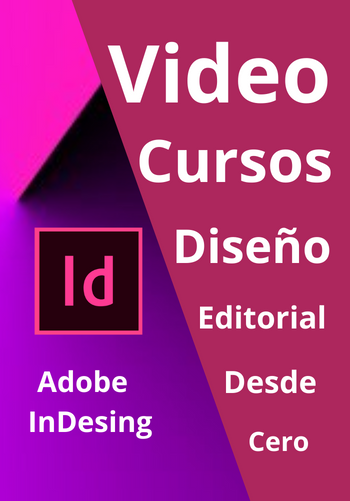 Video
Cursos
Diseño
Editorial
Desde
Cero
Id
Adobe
InDesing